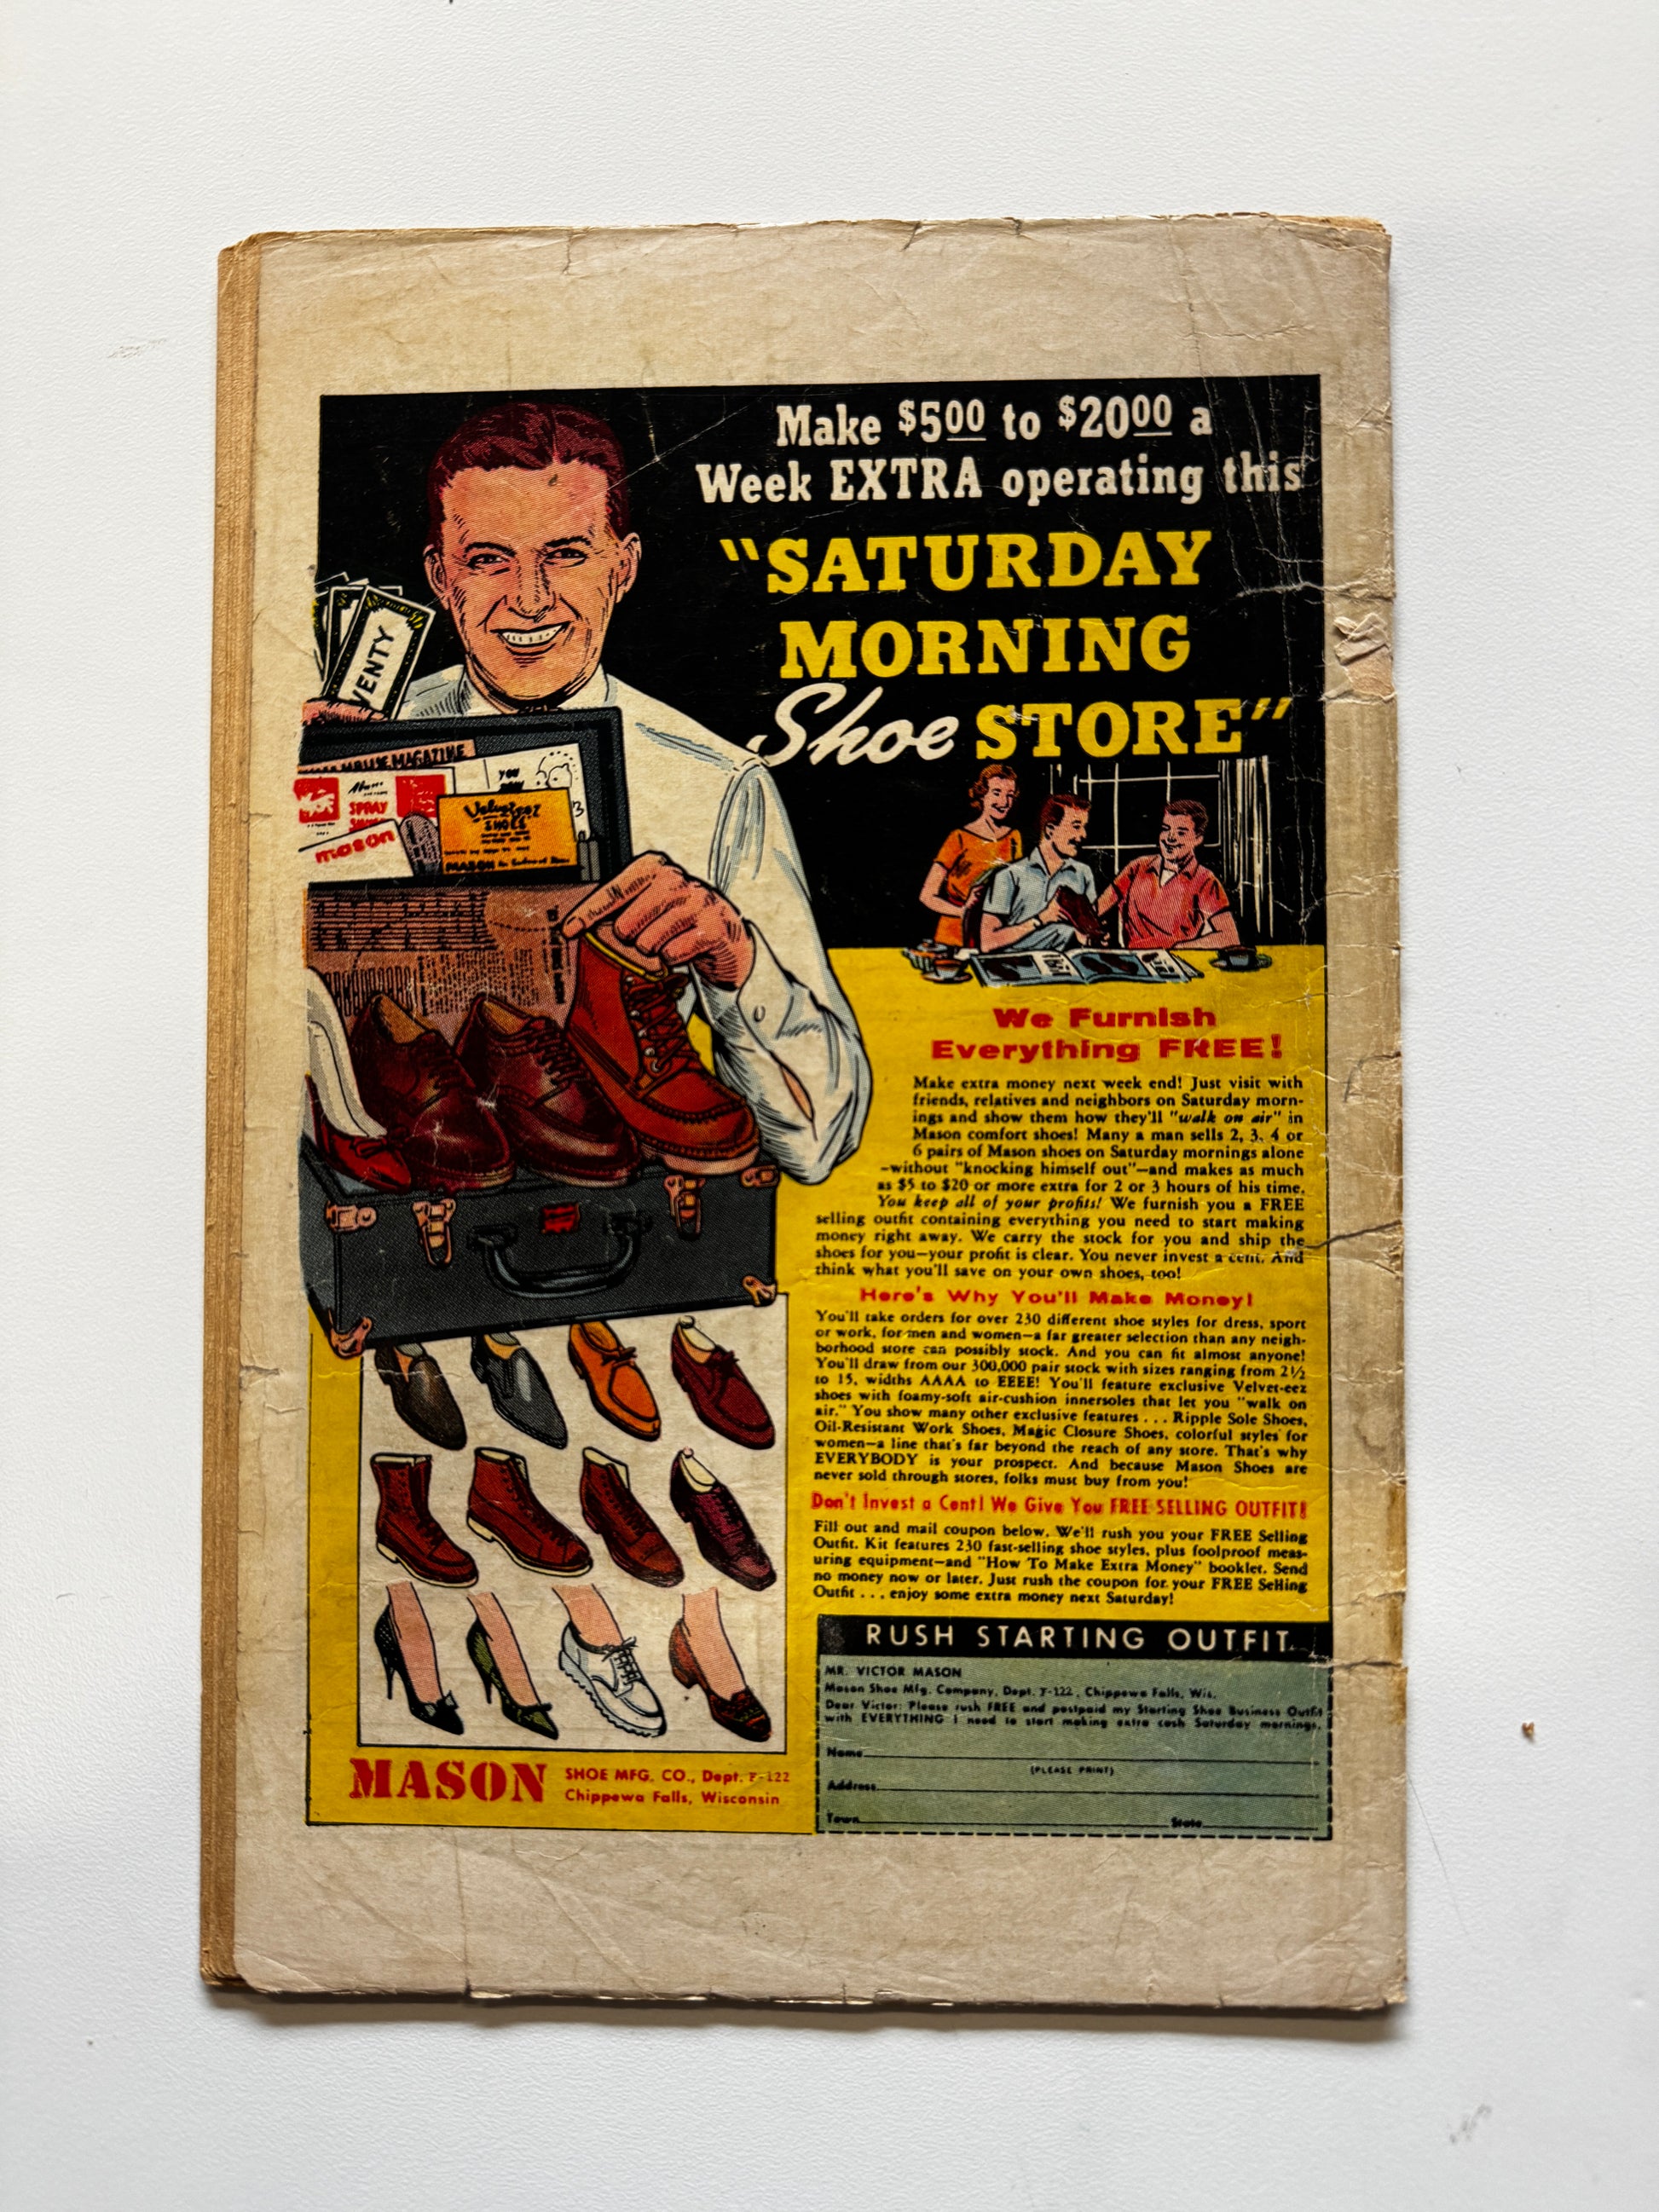 Make $500 to $2000 a
Week EXTRA operating this
"SATURDAY
MORNING
Shoe STORE"
VENTY
MAGAZINE
YOU
SPRAY
mason
Velvet-eez
SHOES
MASON
We Furnish
Everything FREE!
Make extra money next week end! Just visit with
friends, relatives and neighbors on Saturday morn-
ings and show them how they'll "walk on air" in
Mason comfort shoes! Many a man sells 2, 3, 4 or
6 pairs of Mason shoes on Saturday mornings alone
—without "knocking himself out"—and makes as much
as $5 to $20 or more extra for 2 or 3 hours of his time.
You keep all of your profits! We furnish you a FREE
selling outfit containing everything you need to start making
money right away. We carry the stock for you and ship the
shoes for you—your profit is clear. You never invest a cent. And
think what you'll save on your own shoes, too!
Here's Why You'll Make Money!
You'll take orders for over 230 different shoe styles for dress, sport
or work, for men and women—a far greater selection than any neigh-
borhood store can possibly stock. And you can fit almost anyone!
You'll draw from our 300,000 pair stock with sizes ranging from 2½
to 15, widths AAAA to EEEE! You'll feature exclusive Velvet-eez
shoes with foamy-soft air-cushion innersoles that let you "walk on
air." You show many other exclusive features . . . Ripple Sole Shoes,
Oil-Resistant Work Shoes, Magic Closure Shoes, colorful styles for
women—a line that's far beyond the reach of any store. That's why
EVERYBODY is your prospect. And because Mason Shoes are
never sold through stores, folks must buy from you!
Don't Invest a Cent! We Give You FREE SELLING OUTFIT!
Fill out and mail coupon below. We'll rush you your FREE Selling
Outfit. Kit features 230 fast-selling shoe styles, plus foolproof meas-
uring equipment—and "How To Make Extra Money" booklet. Send
no money now or later. Just rush the coupon for your FREE Selling
Outfit . . . enjoy some extra money next Saturday!
MASON SHOE MFG. CO., Dept. F-122
Chippewa Falls, Wisconsin
RUSH STARTING OUTFIT
MR. VICTOR MASON
Mason Shoe Mfg. Company, Dept. F-122, Chippewa Falls, Wis.
Dear Victor: Please rush FREE and postpaid my Starting Shoe Business Outfit
with EVERYTHING I need to start making extra cash Saturday mornings.
Name
(PLEASE PRINT)
Address
Town State